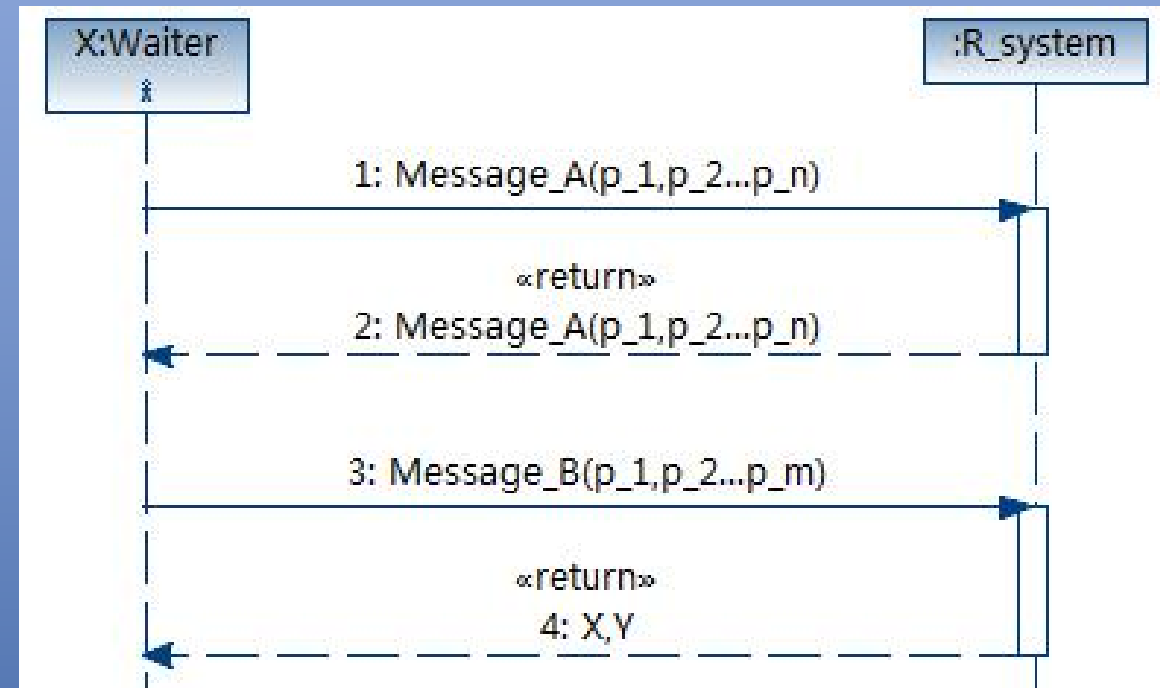 X:Waiter
:R_system
1: Message_A(p_1,p_2...p_n)
«return»
2: Message_A(p_1,p_2...p_n)
3: Message_B(p_1,p_2...p_m)
«return»
4: X,Y